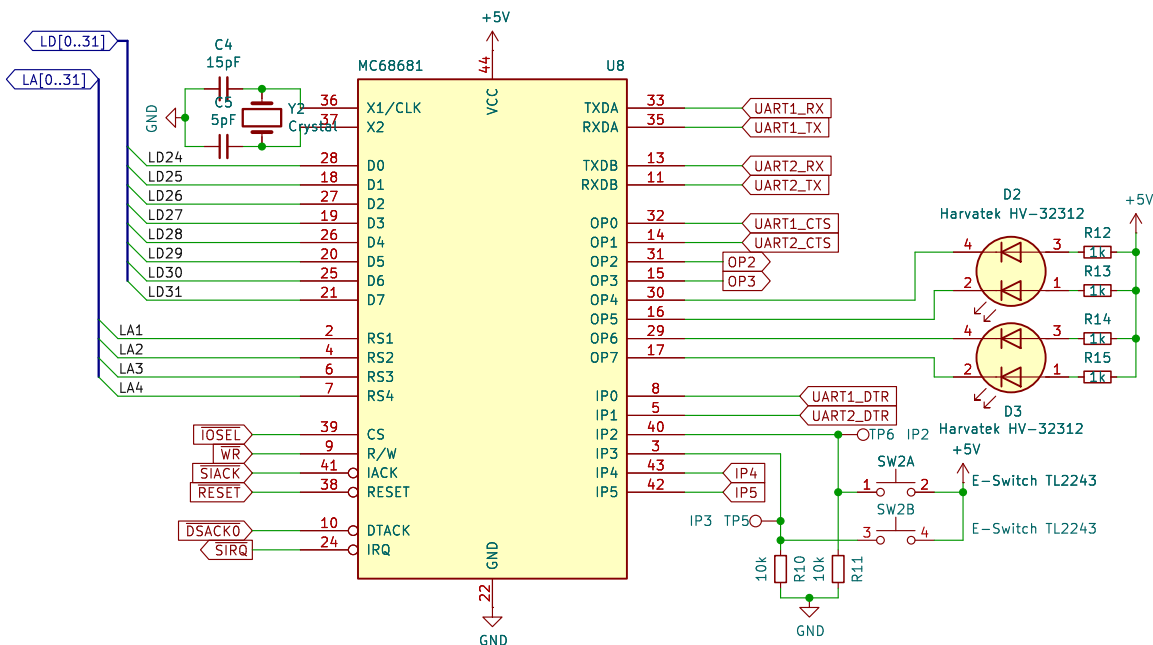 +5V
LD[0..31]
LA[0..31]
C4
15pF
C5
5pF
GND
Y2
Crystal
MC68681
U8
44
VCC
36 X1/CLK
37 X2
LD24 28 D0
LD25 18 D1
LD26 27 D2
LD27 19 D3
LD28 26 D4
LD29 20 D5
LD30 25 D6
LD31 21 D7
LA1 2 RS1
LA2 4 RS2
LA3 6 RS3
LA4 7 RS4
IOSEL 39 CS
WR 9 R/W
SIACK 41 IACK
RESET 38 RESET
DSACK0 10 DTACK
SIRQ 24 IRQ
GND
22
GND
TXDA 33 UART1_RX
RXDA 35 UART1_TX
TXDB 13 UART2_RX
RXDB 11 UART2_TX
OP0 32 UART1_CTS
OP1 14 UART2_CTS
OP2 31 OP2
OP3 15 OP3
OP4 30
OP5 16
OP6 29
OP7 17
IP0 8 UART1_DTR
IP1 5 UART2_DTR
IP2 40 TP6 IP2
IP3 3
IP4 43 IP4
IP5 42 IP5
IP3 TP5
D2
Harvatek HV-32312
+5V
4 3 R12
1k
2 1 R13
1k
4 3 R14
1k
2 1 R15
1k
D3
Harvatek HV-32312
+5V
SW2A
1 2
E-Switch TL2243
SW2B
3 4
E-Switch TL2243
10k R10
10k R11
GND